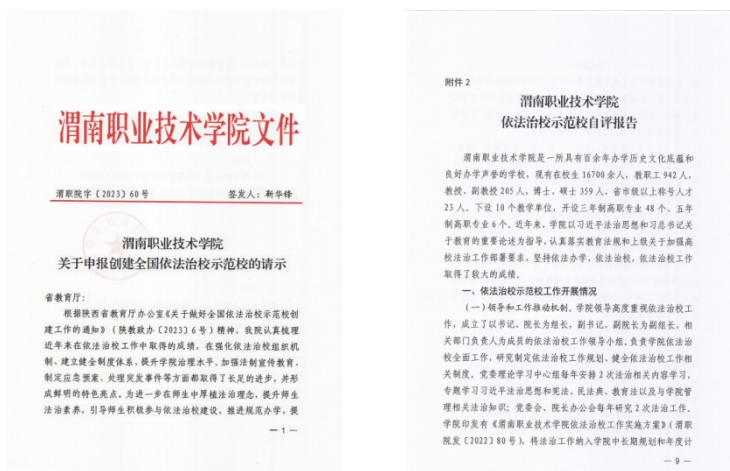 渭南职业技术学院文件
渭职院字〔2023〕60号 签发人：靳华锋
渭南职业技术学院
关于申报创建全国依法治校示范校的请示
省教育厅：
根据陕西省教育厅办公室《关于做好全国依法治校示范校创
建工作的通知》（陕教政办〔2023〕6号）精神，我院认真梳理
近年来在依法治校工作中取得的成绩，在强化依法治校组织机
制、建立健全制度体系、提升学院治理水平、加强法制宣传教育、
制定应急预案、处理突发事件等方面都取得了长足的进步，并形
成鲜明的特色亮点。为进一步在师生中厚植法治理念，提升师生
法治素养，引导师生积极参与依法治校建设，推进规范办学，提
— 1 —
附件 2
渭南职业技术学院
依法治校示范校自评报告
渭南职业技术学院是一所具有百余年办学历史文化底蕴和
良好办学声誉的学校，现有在校生 16700 余人，教职工 942 人，
教授、副教授 205 人，博士、硕士 359 人，省市级以上称号人才
23 人。下设 10 个教学单位，开设三年制高职专业 48 个，五年
制高职专业 6 个。近年来，学院以习近平法治思想和习总书记关
于教育的重要论述为指导，认真落实教育法规和上级关于加强高
校法治工作部署要求，坚持依法办学、依法治校，依法治校工作
取得了较大的成绩。
一、依法治校示范校工作开展情况
（一）领导和工作推动机制。学院领导高度重视依法治校工
作，成立了以书记、院长为组长，副书记、副院长为副组长，相
关部门负责人为成员的依法治校工作领导小组。负责学院依法治
校全面工作，研究制定依法治校工作规划、健全依法治校工作相
关制度。党委理论学习中心组每年安排 2 次法治相关内容学习，
专题学习习近平法治思想和宪法、民法典、教育法以及与学院管
理相关法治知识；党委会、院长办公会每年研究 2 次法治工作。
学院印发有《渭南职业技术学院依法治校工作实施方案》（渭职
院发〔2022〕80 号），将法治工作纳入学院中长期规划和年度计
— 9 —